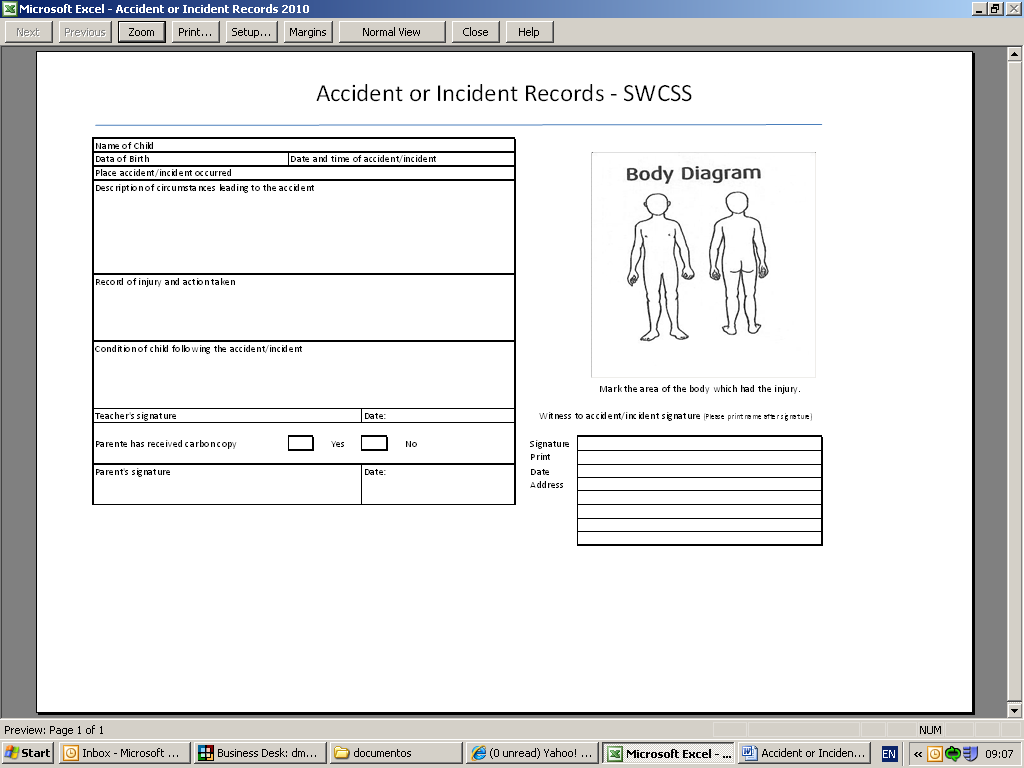 Microsoft Excel - Accident or Incident Records 2010
Next Previous Zoom Print... Setup... Margins Normal View Close Help
Accident or Incident Records - SWCSS
Name of Child
Data of Birth Date and time of accident/incident
Place accident/incident occurred
Description of circumstances leading to the accident
Record of injury and action taken
Condition of child following the accident/incident
Teacher's signature Date:
Parente has received carbon copy Yes No
Parent's signature Date:
Body Diagram
Mark the area of the body which had the injury.
Witness to accident/incident signature (Please print name after signature)
Signature
Print
Date
Address
Preview: Page 1 of 1 NUM
Start Inbox - Microsoft ... Business Desk: dm... documentos (0 unread) Yahoo! ... Microsoft Excel - ... Accident or Inciden... EN « 09:07